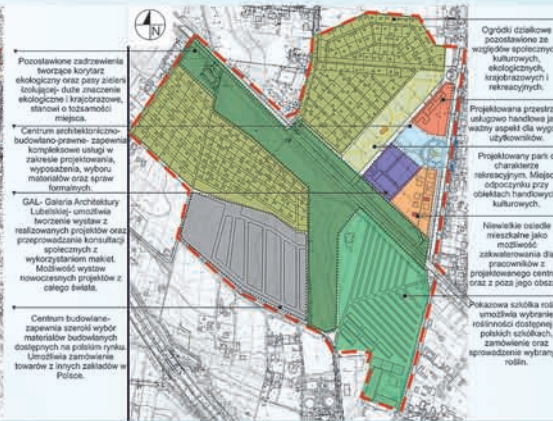 N
Pozostawione zadrzewienia
tworzące korytarz
ekologiczny oraz pasy zieleni
izolującej- duże znaczenie
ekologiczne i krajobrazowe,
stanowi o tożsamości
miejsca.
Centrum architektoniczno-
budowlano-prawne- zapewnia
kompleksowe usługi w
zakresie projektowania,
wyposażenia, wyboru
materiałów oraz spraw
formalnych.
GAL- Galeria Architektury
Lubelskiej- umożliwia
tworzenie wystaw z
realizowanych projektów oraz
przeprowadzanie konsultacji
społecznych z
wykorzystaniem makiet.
Możliwość wystaw
nowoczesnych projektów z
całego świata.
Centrum budowlane-
zapewnia szeroki wybór
materiałów budowlanych
dostępnych na polskim rynku.
Umożliwia zamówienie
towarów z innych zakładów w
Polsce.
Ogródki działkowe
pozostawione ze
względów społecznyc
kulturowych,
ekologicznych,
krajobrazowych i
rekreacyjnych.
Projektowana przestrz
usługowo handlowa ja
ważny aspekt dla wygo
użytkowników.
Projektowany park o
charakterze
rekreacyjnym. Miejsc
odpoczynku przy
obiektach handlowyc
kulturowych.
Niewielkie osiedle
mieszkalne jako
możliwość
zakwaterowania dla
pracowników z
projektowanego centru
oraz z poza jego obsza
Pokazowa szkółka rośl
umożliwia wybranie
roślinności dostępnej
polskich szkółkach,
zamówienie oraz
sprowadzenie wybrany
roślin.